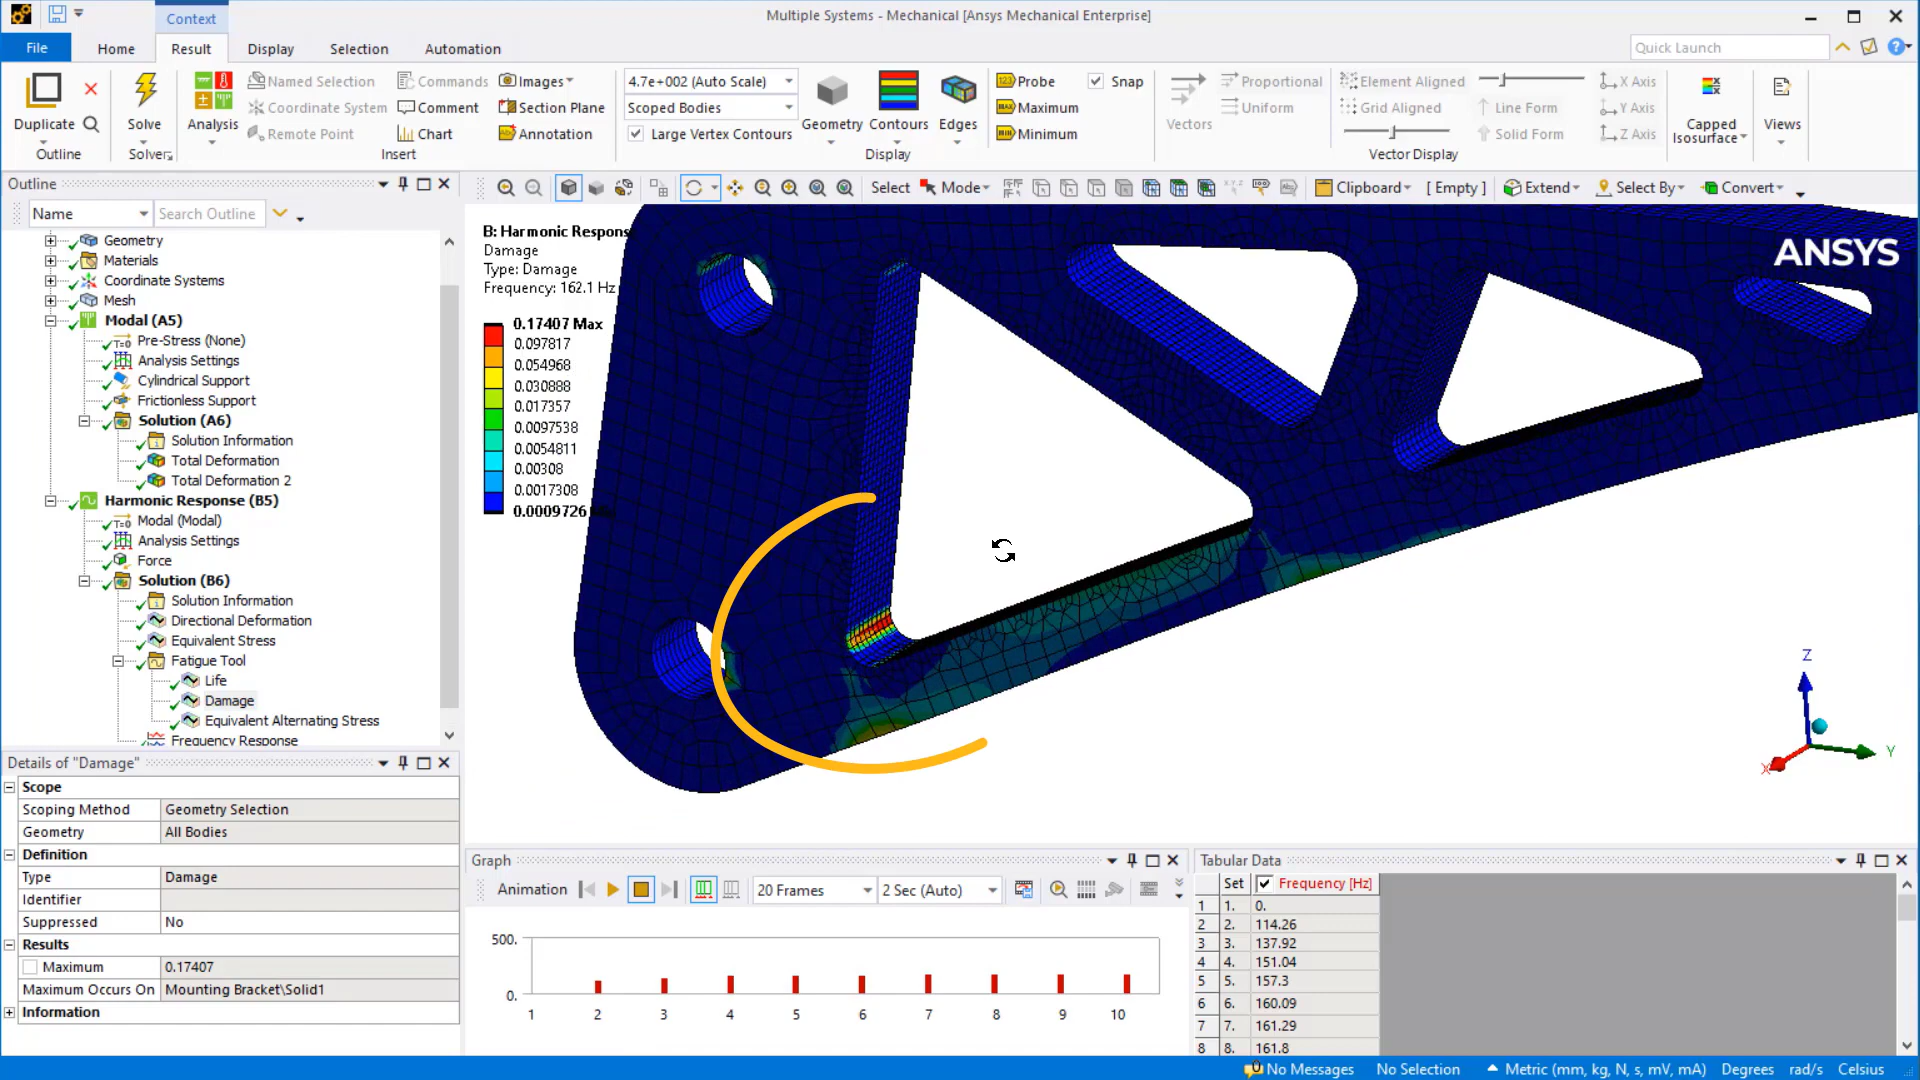 Context
Multiple Systems - Mechanical [Ansys Mechanical Enterprise]
File
Home
Result
Display
Selection
Automation
Quick Launch
Duplicate
Outline
Solve
Solver
Analysis
Named Selection
Coordinate System
Remote Point
Commands
Comment
Chart
Images
Section Plane
Annotation
Insert
4.7e+002 (Auto Scale)
Scoped Bodies
Large Vertex Contours
Geometry
Contours
Edges
Display
Probe
Maximum
Minimum
Snap
Vectors
Proportional
Uniform
Element Aligned
Grid Aligned
Line Form
Solid Form
X Axis
Y Axis
Z Axis
Vector Display
Capped
Isosurface
Views
Outline
Name
Search Outline
Select
Mode
Clipboard
[ Empty ]
Extend
Select By
Convert
Geometry
Materials
Coordinate Systems
Mesh
Modal (A5)
Pre-Stress (None)
Analysis Settings
Cylindrical Support
Frictionless Support
Solution (A6)
Solution Information
Total Deformation
Total Deformation 2
Harmonic Response (B5)
Modal (Modal)
Analysis Settings
Force
Solution (B6)
Solution Information
Directional Deformation
Equivalent Stress
Fatigue Tool
Life
Damage
Equivalent Alternating Stress
Frequency Response
B: Harmonic Respons
Damage
Type: Damage
Frequency: 162.1 Hz
0.17407 Max
0.097817
0.054968
0.030888
0.017357
0.0097538
0.0054811
0.00308
0.0017308
0.0009726
ANSYS
Z
Y
X
Details of "Damage"
Scope
Scoping Method
Geometry Selection
Geometry
All Bodies
Definition
Type
Damage
Identifier
Suppressed
No
Results
Maximum
0.17407
Maximum Occurs On
Mounting Bracket\Solid1
Information
Graph
Animation
20 Frames
2 Sec (Auto)
500.
0.
1 2 3 4 5 6 7 8 9 10
Tabular Data
Set
Frequency [Hz]
1 1. 0.
2 2. 114.26
3 3. 137.92
4 4. 151.04
5 5. 157.3
6 6. 160.09
7 7. 161.29
8 8. 161.8
No Messages
No Selection
Metric (mm, kg, N, s, mV, mA)
Degrees
rad/s
Celsius